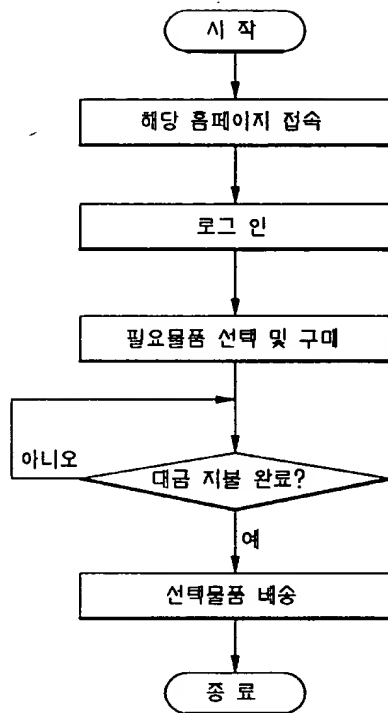 시 작
해당 홈페이지 접속
로그 인
필요물품 선택 및 구매
아니오
대금 지불 완료?
예
선택물품 배송
종 료